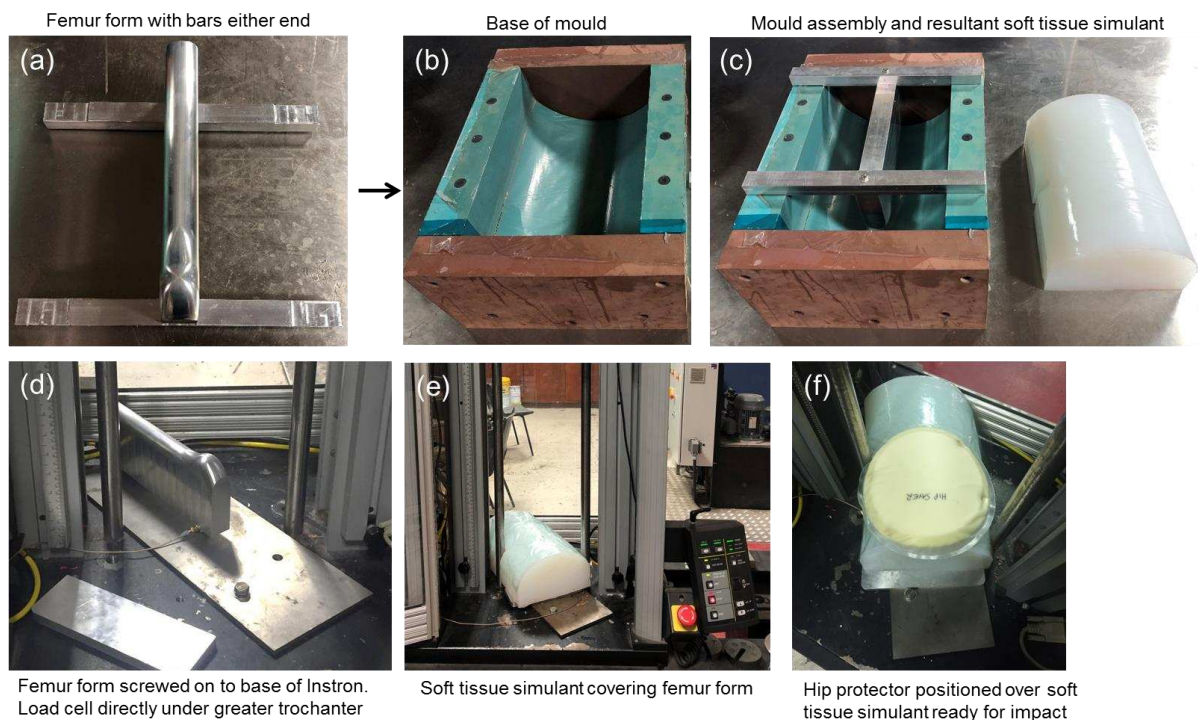 Femur form with bars either end
Base of mould
Mould assembly and resultant soft tissue simulant
(a)
(b)
(c)
(d)
(e)
(f)
HIP SAVER
Femur form screwed on to base of Instron.
Load cell directly under greater trochanter
Soft tissue simulant covering femur form
Hip protector positioned over soft
tissue simulant ready for impact